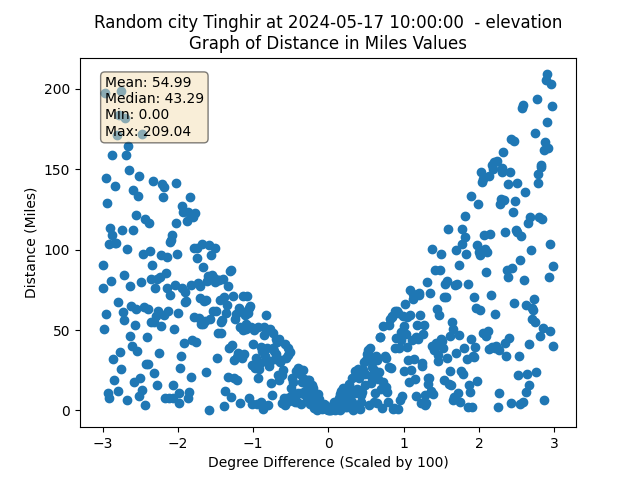 Random city Tinghir at 2024-05-17 10:00:00 - elevation
Graph of Distance in Miles Values
Mean: 54.99
Median: 43.29
Min: 0.00
Max: 209.04
Distance (Miles)
200
150
100
50
0
−3 −2 −1 0 1 2 3
Degree Difference (Scaled by 100)